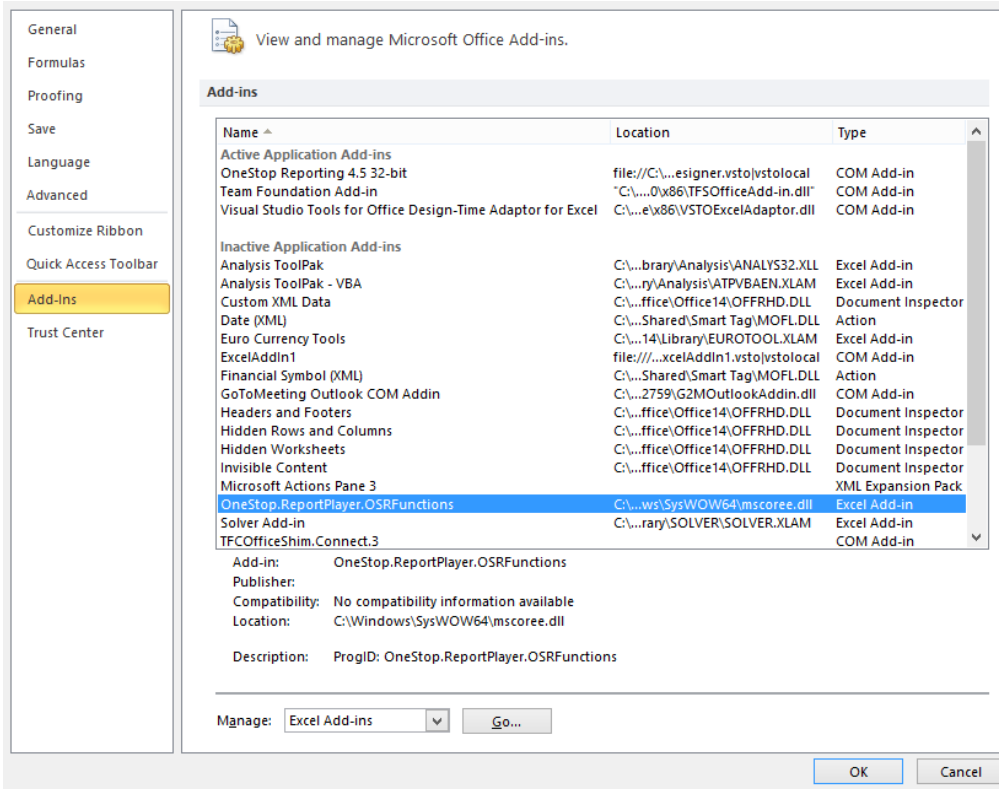 General
Formulas
Proofing
Save
Language
Advanced
Customize Ribbon
Quick Access Toolbar
Add-Ins
Trust Center
View and manage Microsoft Office Add-ins.
Add-ins
Name Location Type
Active Application Add-ins
OneStop Reporting 4.5 32-bit file://C:\...esigner.vsto|vstolocal COM Add-in
Team Foundation Add-in "C:\....0\x86\TFSOfficeAdd-in.dll" COM Add-in
Visual Studio Tools for Office Design-Time Adaptor for Excel C:\...e\x86\VSTOExcelAdaptor.dll COM Add-in
Inactive Application Add-ins
Analysis ToolPak C:\...brary\Analysis\ANALYS32.XLL Excel Add-in
Analysis ToolPak - VBA C:\...ry\Analysis\ATPVBAEN.XLAM Excel Add-in
Custom XML Data C:\...ffice\Office14\OFFRHD.DLL Document Inspector
Date (XML) C:\...Shared\Smart Tag\MOFL.DLL Action
Euro Currency Tools C:\...14\Library\EUROTOOL.XLAM Excel Add-in
ExcelAddIn1 file:///...xcelAddIn1.vsto|vstolocal COM Add-in
Financial Symbol (XML) C:\...Shared\Smart Tag\MOFL.DLL Action
GoToMeeting Outlook COM Addin C:\...2759\G2MOutlookAddin.dll COM Add-in
Headers and Footers C:\...ffice\Office14\OFFRHD.DLL Document Inspector
Hidden Rows and Columns C:\...ffice\Office14\OFFRHD.DLL Document Inspector
Hidden Worksheets C:\...ffice\Office14\OFFRHD.DLL Document Inspector
Invisible Content C:\...ffice\Office14\OFFRHD.DLL Document Inspector
Microsoft Actions Pane 3 XML Expansion Pack
OneStop.ReportPlayer.OSRFunctions C:\...ws\SysWOW64\mscoree.dll Excel Add-in
Solver Add-in C:\...rary\SOLVER\SOLVER.XLAM Excel Add-in
TFCOfficeShim.Connect.3 COM Add-in
Add-in: OneStop.ReportPlayer.OSRFunctions
Publisher:
Compatibility: No compatibility information available
Location: C:\Windows\SysWOW64\mscoree.dll
Description: ProgID: OneStop.ReportPlayer.OSRFunctions
Manage: Excel Add-ins Go...
OK Cancel